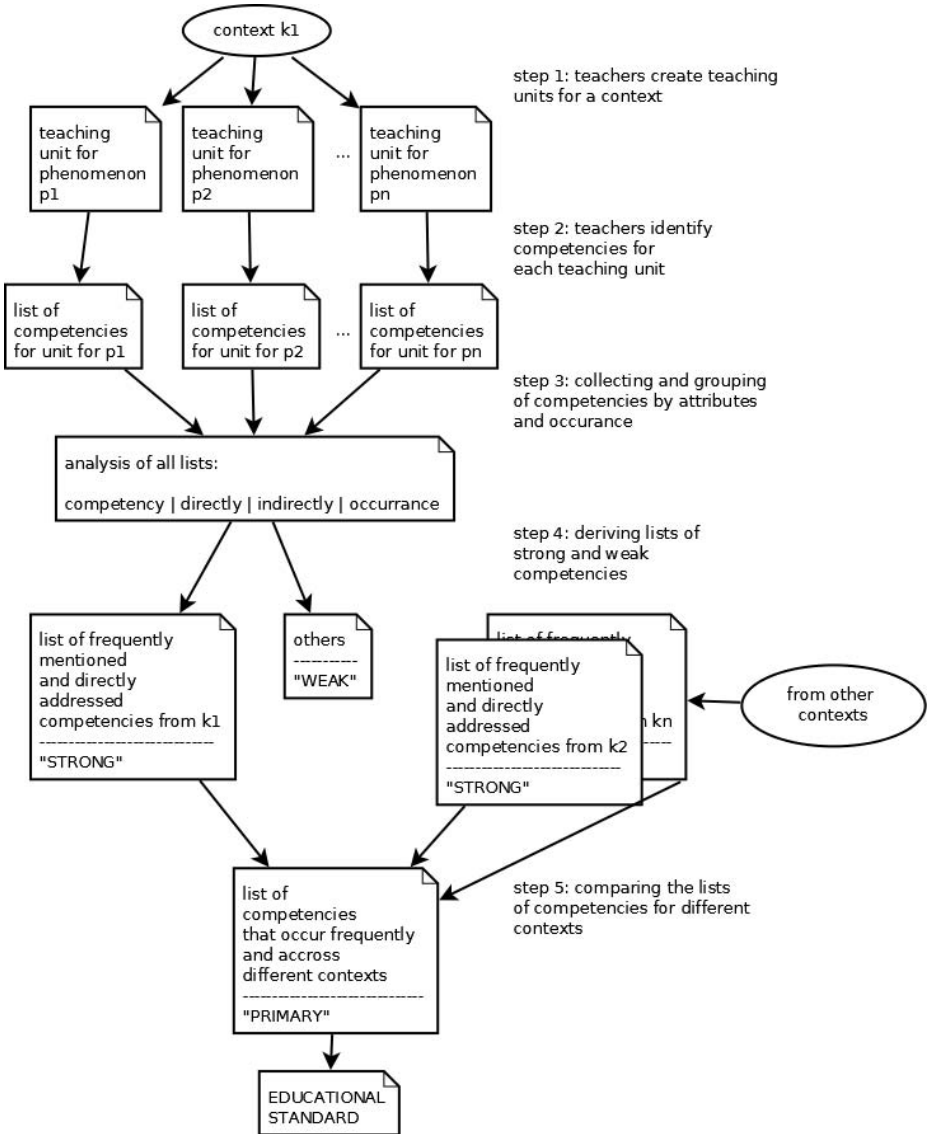 context k1
step 1: teachers create teaching
units for a context
teaching
unit for
phenomenon
p1
teaching
unit for
phenomenon
p2
...
teaching
unit for
phenomenon
pn
step 2: teachers identify
competencies for
each teaching unit
list of
competencies
for unit for p1
list of
competencies
for unit for p2
...
list of
competencies
for unit for pn
step 3: collecting and grouping
of competencies by attributes
and occurance
analysis of all lists:
competency | directly | indirectly | occurrance
step 4: deriving lists of
strong and weak
competencies
list of frequently
mentioned
and directly
addressed
competencies from k1
------------------------------
"STRONG"
others
-----------
"WEAK"
list of frequently
kn
list of frequently
mentioned
and directly
addressed
competencies from k2
------------------------------
"STRONG"
from other
contexts
step 5: comparing the lists
of competencies for different
contexts
list of
competencies
that occur frequently
and accross
different contexts
-------------------------------
"PRIMARY"
EDUCATIONAL
STANDARD